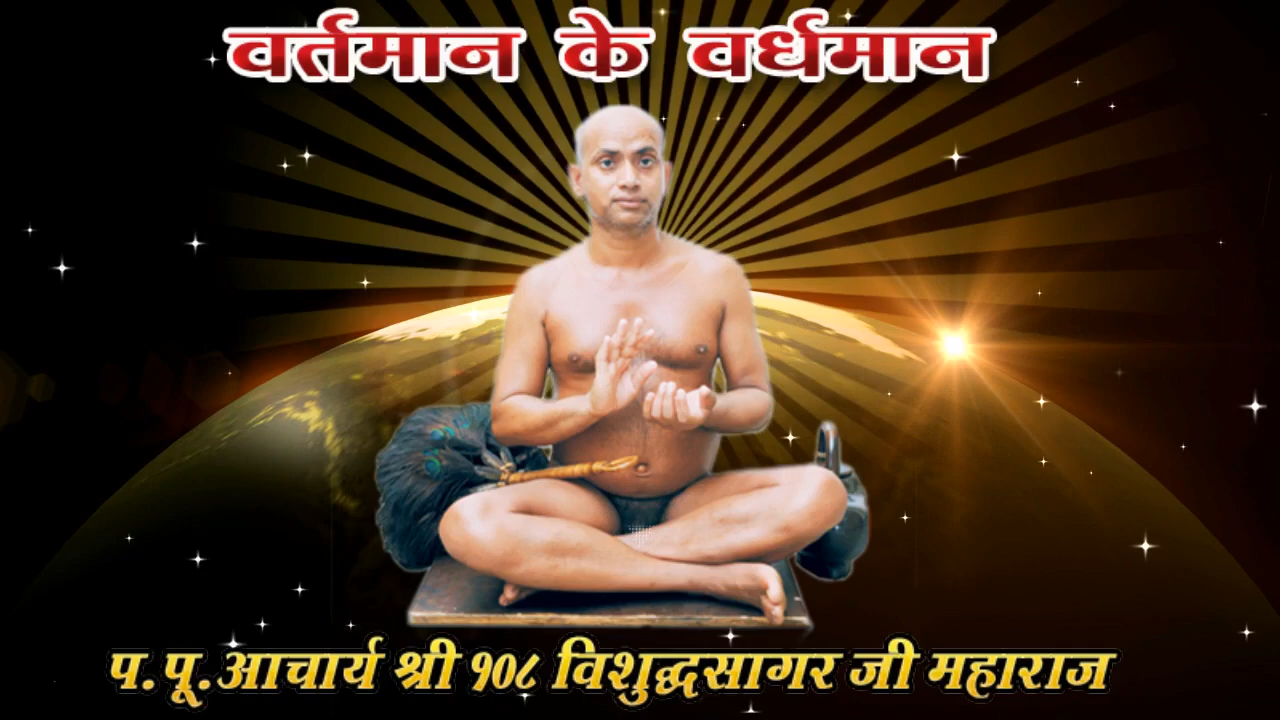 वर्तमान के वर्धमान
प.पू.आचार्य श्री १०८ विशुद्धसागर जी महाराज